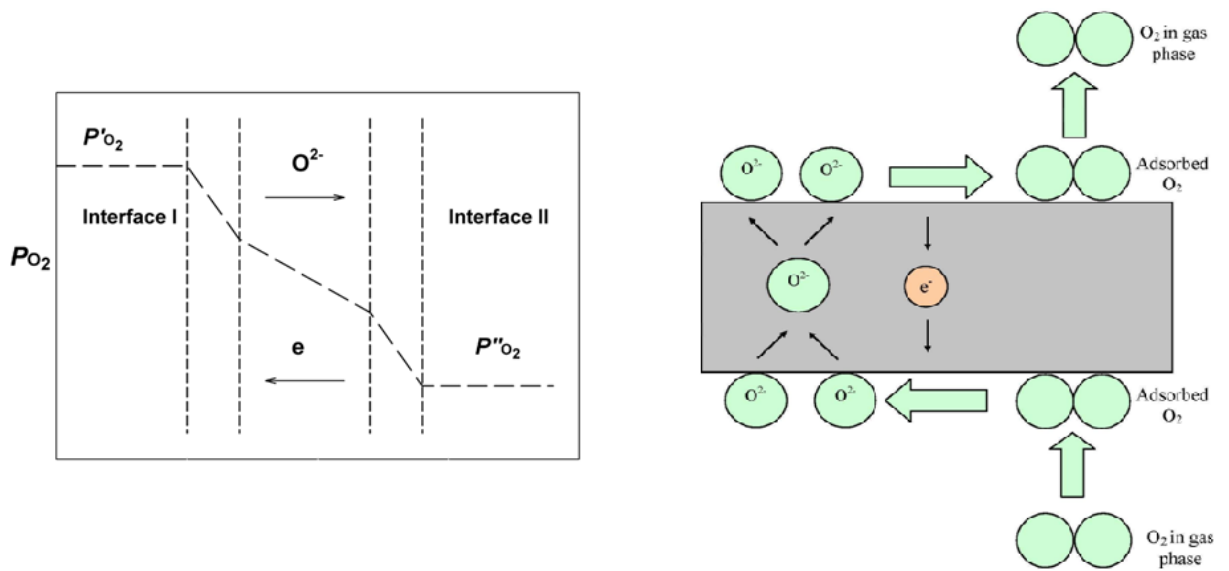 P'O₂
O²⁻
Interface I
Interface II
PO₂
e
P''O₂
O₂ in gas
phase
O²⁻
O²⁻
Adsorbed
O₂
O²⁻
e⁻
O²⁻
O²⁻
Adsorbed
O₂
O₂ in gas
phase